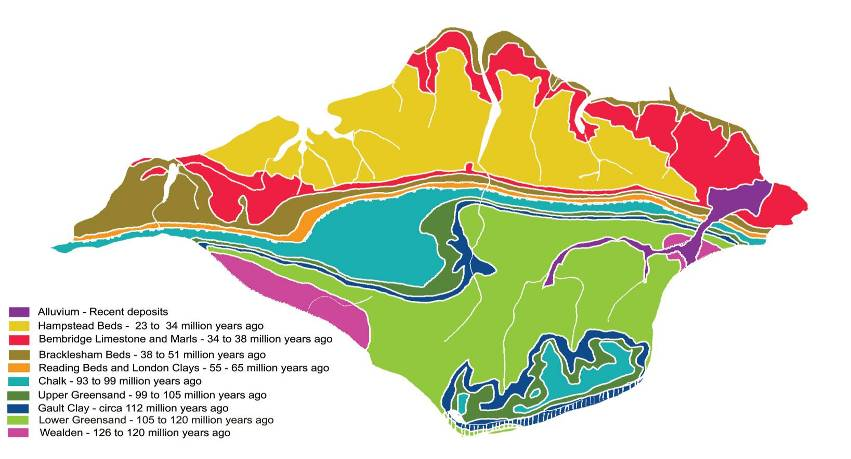 Alluvium - Recent deposits
Hampstead Beds - 23 to 34 million years ago
Bembridge Limestone and Marls - 34 to 38 million years ago
Bracklesham Beds - 38 to 51 million years ago
Reading Beds and London Clays - 55 - 65 million years ago
Chalk - 93 to 99 million years ago
Upper Greensand - 99 to 105 million years ago
Gault Clay - circa 112 million years ago
Lower Greensand - 105 to 120 million years ago
Wealden - 126 to 120 million years ago